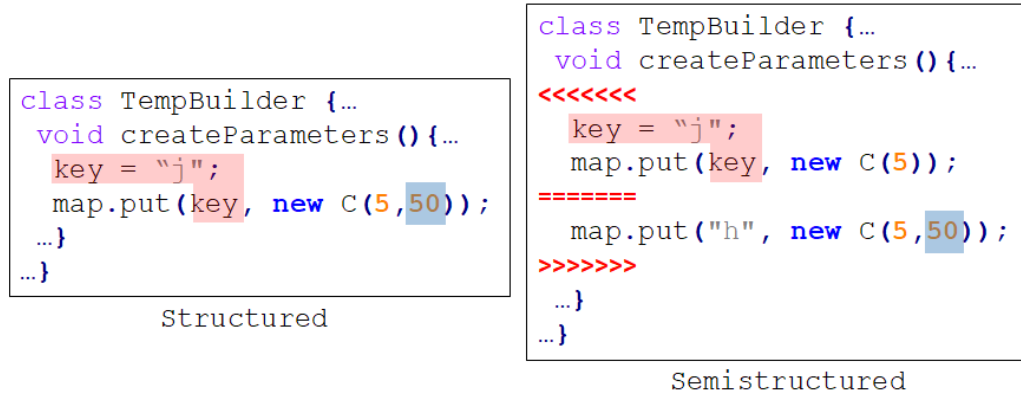 class TempBuilder {…
void createParameters(){…
key = “j";
map.put(key, new C(5,50));
…}
…}
Structured
class TempBuilder {…
void createParameters(){…
<<<<<<<
key = “j";
map.put(key, new C(5));
=======
map.put("h", new C(5,50));
>>>>>>>
…}
…}
Semistructured